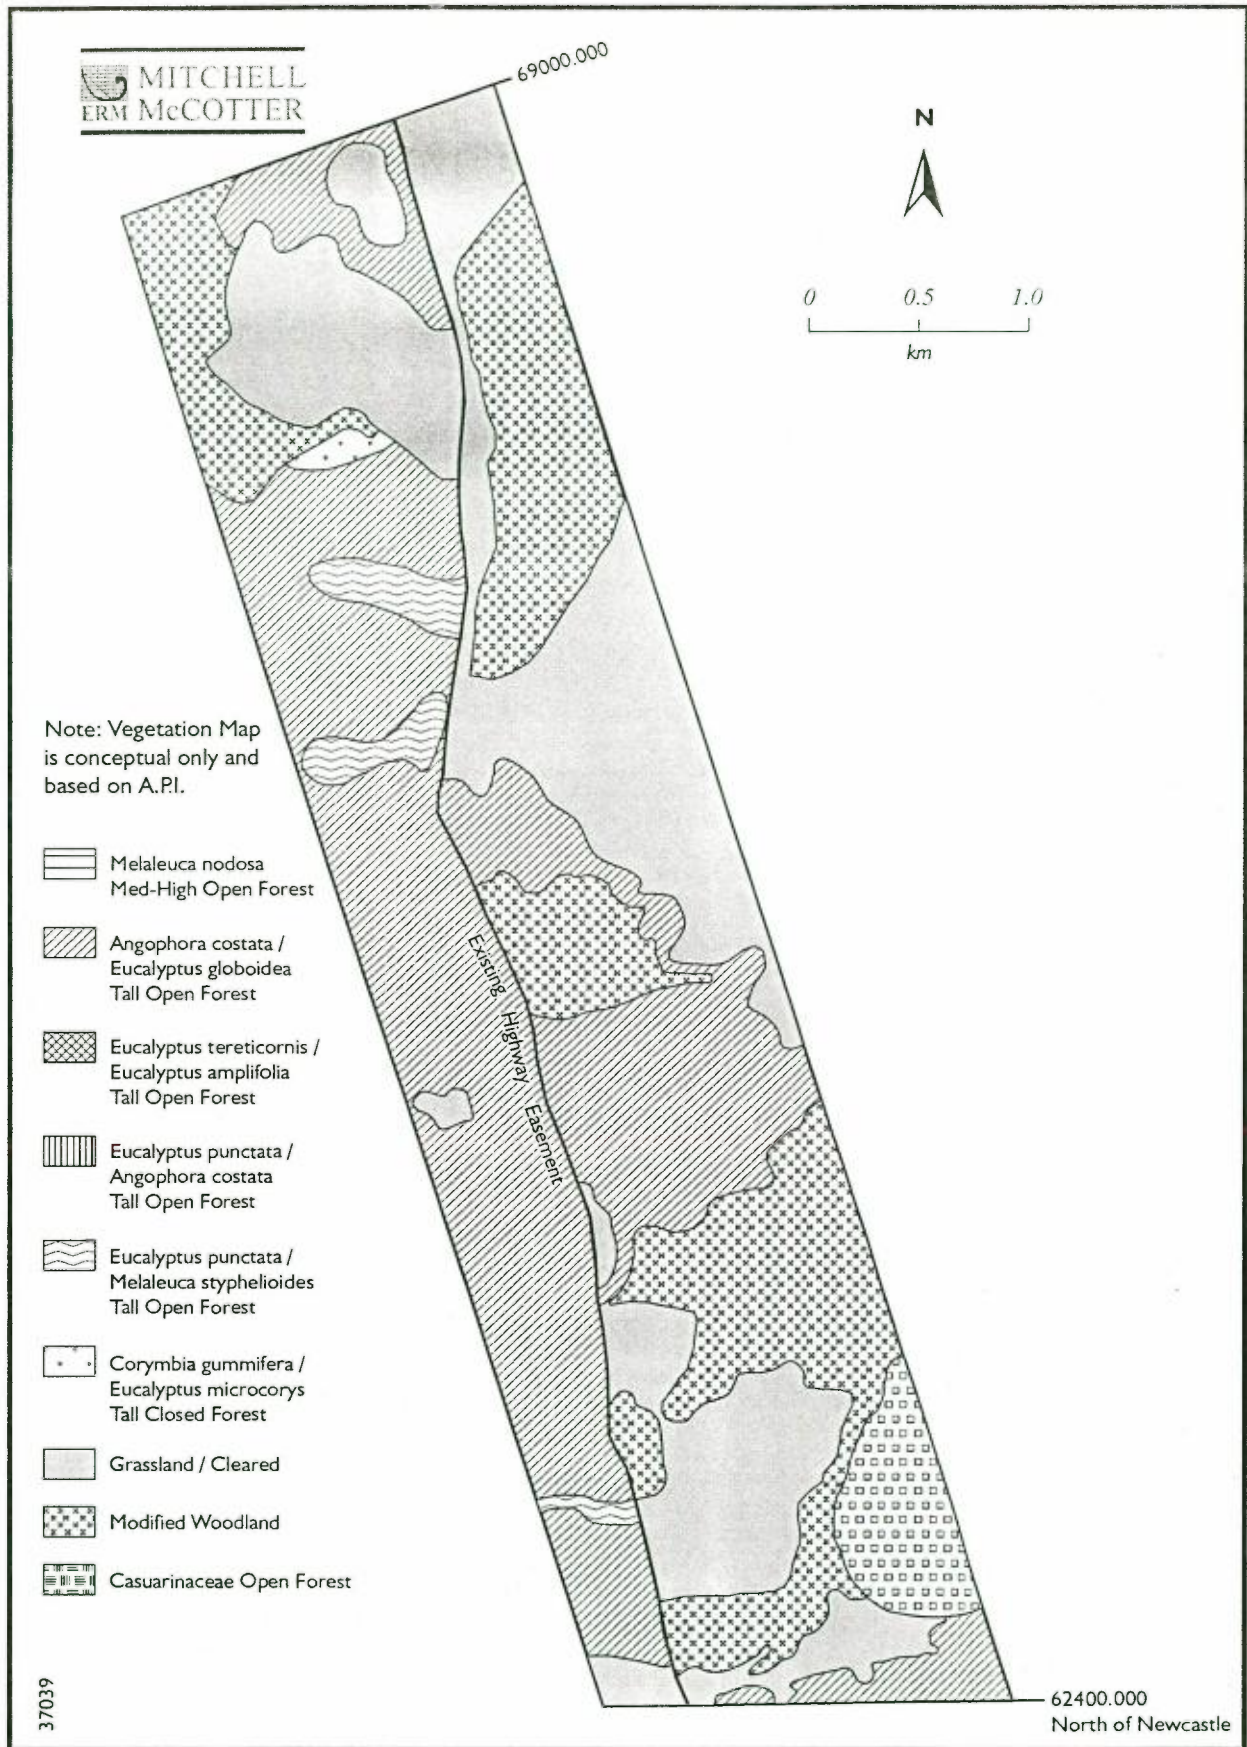 MITCHELL
ERM McCOTTER
69000.000
N
0 0.5 1.0
km
Note: Vegetation Map
is conceptual only and
based on A.P.I.
Melaleuca nodosa
Med-High Open Forest
Angophora costata /
Eucalyptus globoidea
Tall Open Forest
Eucalyptus tereticornis /
Eucalyptus amplifolia
Tall Open Forest
Eucalyptus punctata /
Angophora costata
Tall Open Forest
Eucalyptus punctata /
Melaleuca styphelioides
Tall Open Forest
Corymbia gummifera /
Eucalyptus microcorys
Tall Closed Forest
Grassland / Cleared
Modified Woodland
Casuarinaceae Open Forest
Existing Highway Easement
37039
62400.000
North of Newcastle